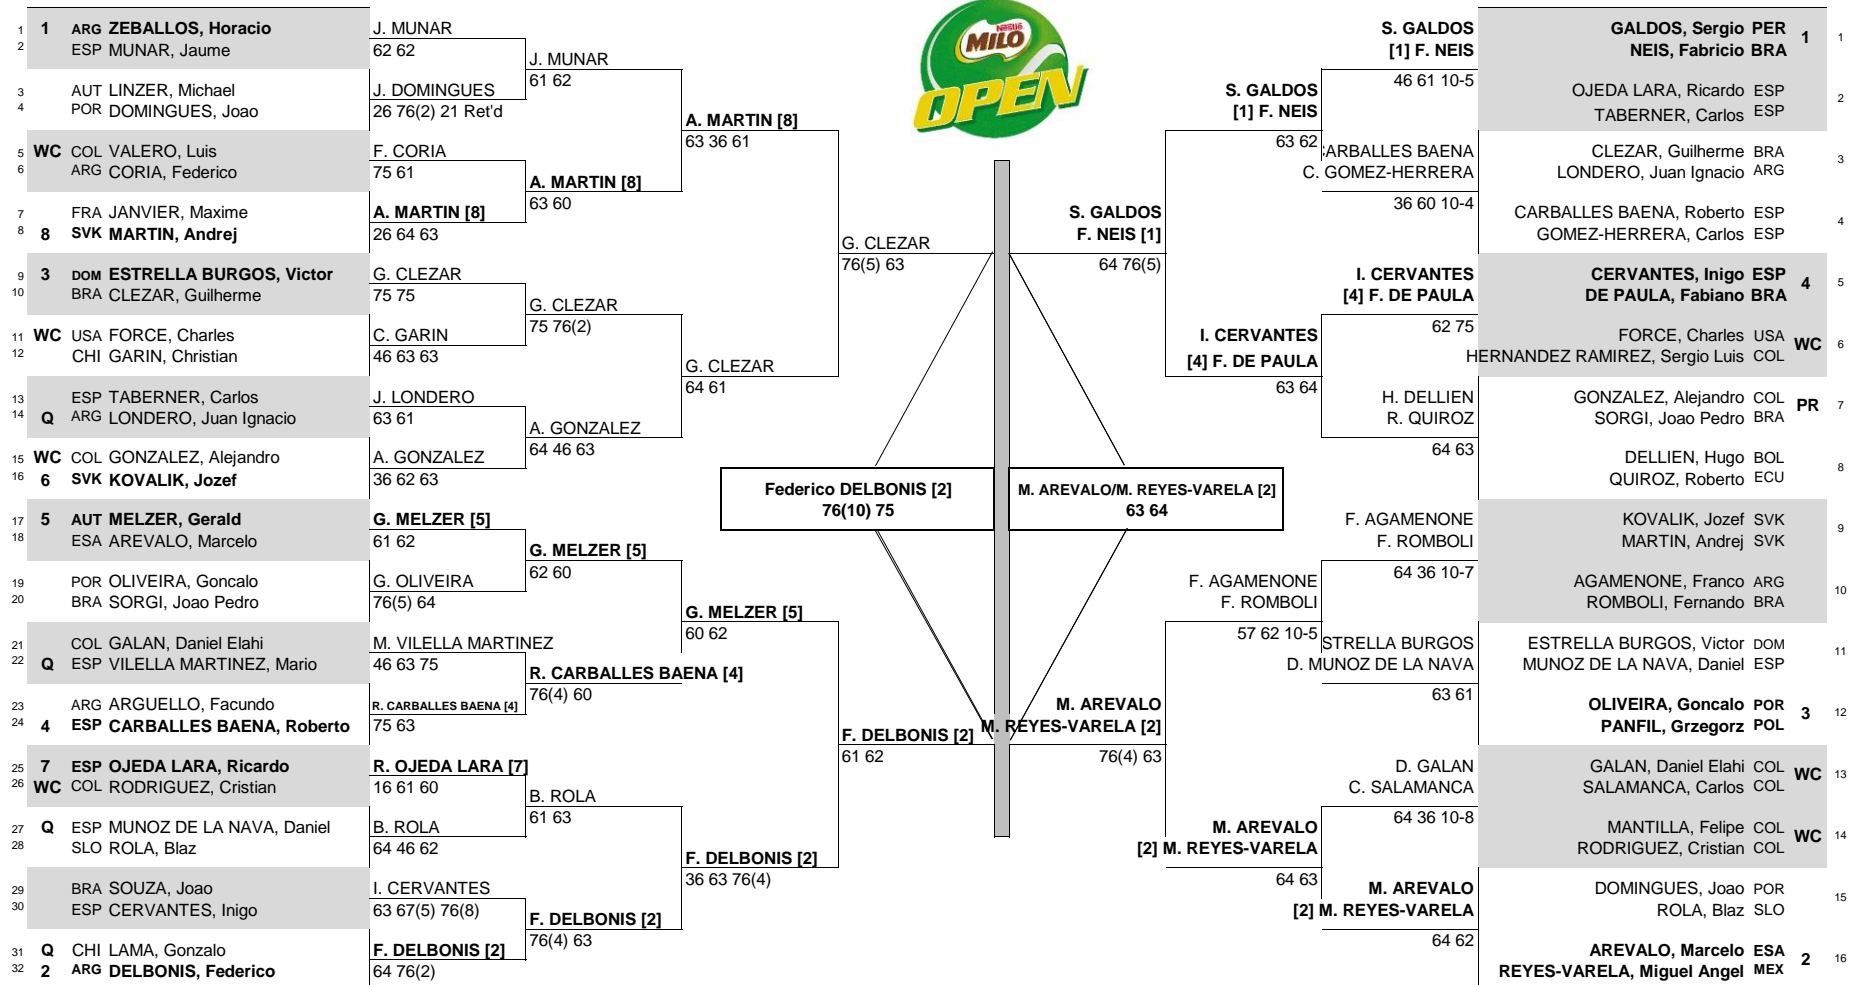 1 1 ARG ZEBALLOS, Horacio
2 ESP MUNAR, Jaume
3 AUT LINZER, Michael
4 POR DOMINGUES, Joao
5 WC COL VALERO, Luis
6 ARG CORIA, Federico
7 FRA JANVIER, Maxime
8 8 SVK MARTIN, Andrej
9 3 DOM ESTRELLA BURGOS, Victor
10 BRA CLEZAR, Guilherme
11 WC USA FORCE, Charles
12 CHI GARIN, Christian
13 ESP TABERNER, Carlos
14 Q ARG LONDERO, Juan Ignacio
15 WC COL GONZALEZ, Alejandro
16 6 SVK KOVALIK, Jozef
17 5 AUT MELZER, Gerald
18 ESA AREVALO, Marcelo
19 POR OLIVEIRA, Goncalo
20 BRA SORGI, Joao Pedro
21 COL GALAN, Daniel Elahi
22 Q ESP VILELLA MARTINEZ, Mario
23 ARG ARGUELLO, Facundo
24 4 ESP CARBALLES BAENA, Roberto
25 7 ESP OJEDA LARA, Ricardo
26 WC COL RODRIGUEZ, Cristian
27 Q ESP MUNOZ DE LA NAVA, Daniel
28 SLO ROLA, Blaz
29 BRA SOUZA, Joao
30 ESP CERVANTES, Inigo
31 Q CHI LAMA, Gonzalo
32 2 ARG DELBONIS, Federico
J. MUNAR
62 62
J. DOMINGUES
26 76(2) 21 Ret'd
F. CORIA
75 61
A. MARTIN [8]
26 64 63
G. CLEZAR
75 75
C. GARIN
46 63 63
J. LONDERO
63 61
A. GONZALEZ
36 62 63
G. MELZER [5]
61 62
G. OLIVEIRA
76(5) 64
M. VILELLA MARTINEZ
46 63 75
R. CARBALLES BAENA [4]
75 63
R. OJEDA LARA [7]
16 61 60
B. ROLA
64 46 62
I. CERVANTES
63 67(5) 76(8)
F. DELBONIS [2]
64 76(2)
J. MUNAR
61 62
A. MARTIN [8]
63 60
G. CLEZAR
75 76(2)
A. GONZALEZ
64 46 63
G. MELZER [5]
62 60
R. CARBALLES BAENA [4]
76(4) 60
B. ROLA
61 63
F. DELBONIS [2]
76(4) 63
A. MARTIN [8]
63 36 61
G. CLEZAR
64 61
G. MELZER [5]
60 62
F. DELBONIS [2]
36 63 76(4)
G. CLEZAR
76(5) 63
F. DELBONIS [2]
61 62
Nestlé
MILO
OPEN
Federico DELBONIS [2]
76(10) 75
M. AREVALO/M. REYES-VARELA [2]
63 64
S. GALDOS
F. NEIS [1]
64 76(5)
M. AREVALO
M. REYES-VARELA [2]
76(4) 63
S. GALDOS
[1] F. NEIS
63 62
I. CERVANTES
[4] F. DE PAULA
63 64
F. AGAMENONE
F. ROMBOLI
57 62 10-5
M. AREVALO
[2] M. REYES-VARELA
64 63
S. GALDOS
[1] F. NEIS
46 61 10-5
CARBALLES BAENA
C. GOMEZ-HERRERA
36 60 10-4
I. CERVANTES
[4] F. DE PAULA
62 75
H. DELLIEN
R. QUIROZ
64 63
F. AGAMENONE
F. ROMBOLI
64 36 10-7
STRELLA BURGOS
D. MUNOZ DE LA NAVA
63 61
D. GALAN
C. SALAMANCA
64 36 10-8
M. AREVALO
[2] M. REYES-VARELA
64 62
GALDOS, Sergio PER 1 1
NEIS, Fabricio BRA
OJEDA LARA, Ricardo ESP 2
TABERNER, Carlos ESP
CLEZAR, Guilherme BRA 3
LONDERO, Juan Ignacio ARG
CARBALLES BAENA, Roberto ESP 4
GOMEZ-HERRERA, Carlos ESP
CERVANTES, Inigo ESP 4 5
DE PAULA, Fabiano BRA
FORCE, Charles USA WC 6
HERNANDEZ RAMIREZ, Sergio Luis COL
GONZALEZ, Alejandro COL PR 7
SORGI, Joao Pedro BRA
DELLIEN, Hugo BOL 8
QUIROZ, Roberto ECU
KOVALIK, Jozef SVK 9
MARTIN, Andrej SVK
AGAMENONE, Franco ARG 10
ROMBOLI, Fernando BRA
ESTRELLA BURGOS, Victor DOM 11
MUNOZ DE LA NAVA, Daniel ESP
OLIVEIRA, Goncalo POR 3 12
PANFIL, Grzegorz POL
GALAN, Daniel Elahi COL WC 13
SALAMANCA, Carlos COL
MANTILLA, Felipe COL WC 14
RODRIGUEZ, Cristian COL
DOMINGUES, Joao POR 15
ROLA, Blaz SLO
AREVALO, Marcelo ESA 2 16
REYES-VARELA, Miguel Angel MEX